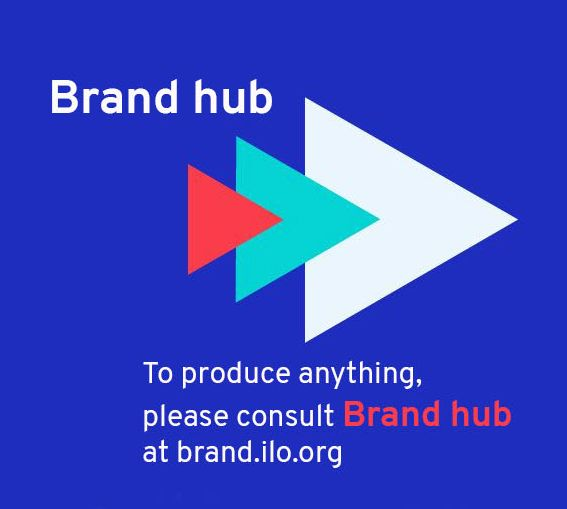 Brand hub
To produce anything,
please consult Brand hub
at brand.ilo.org